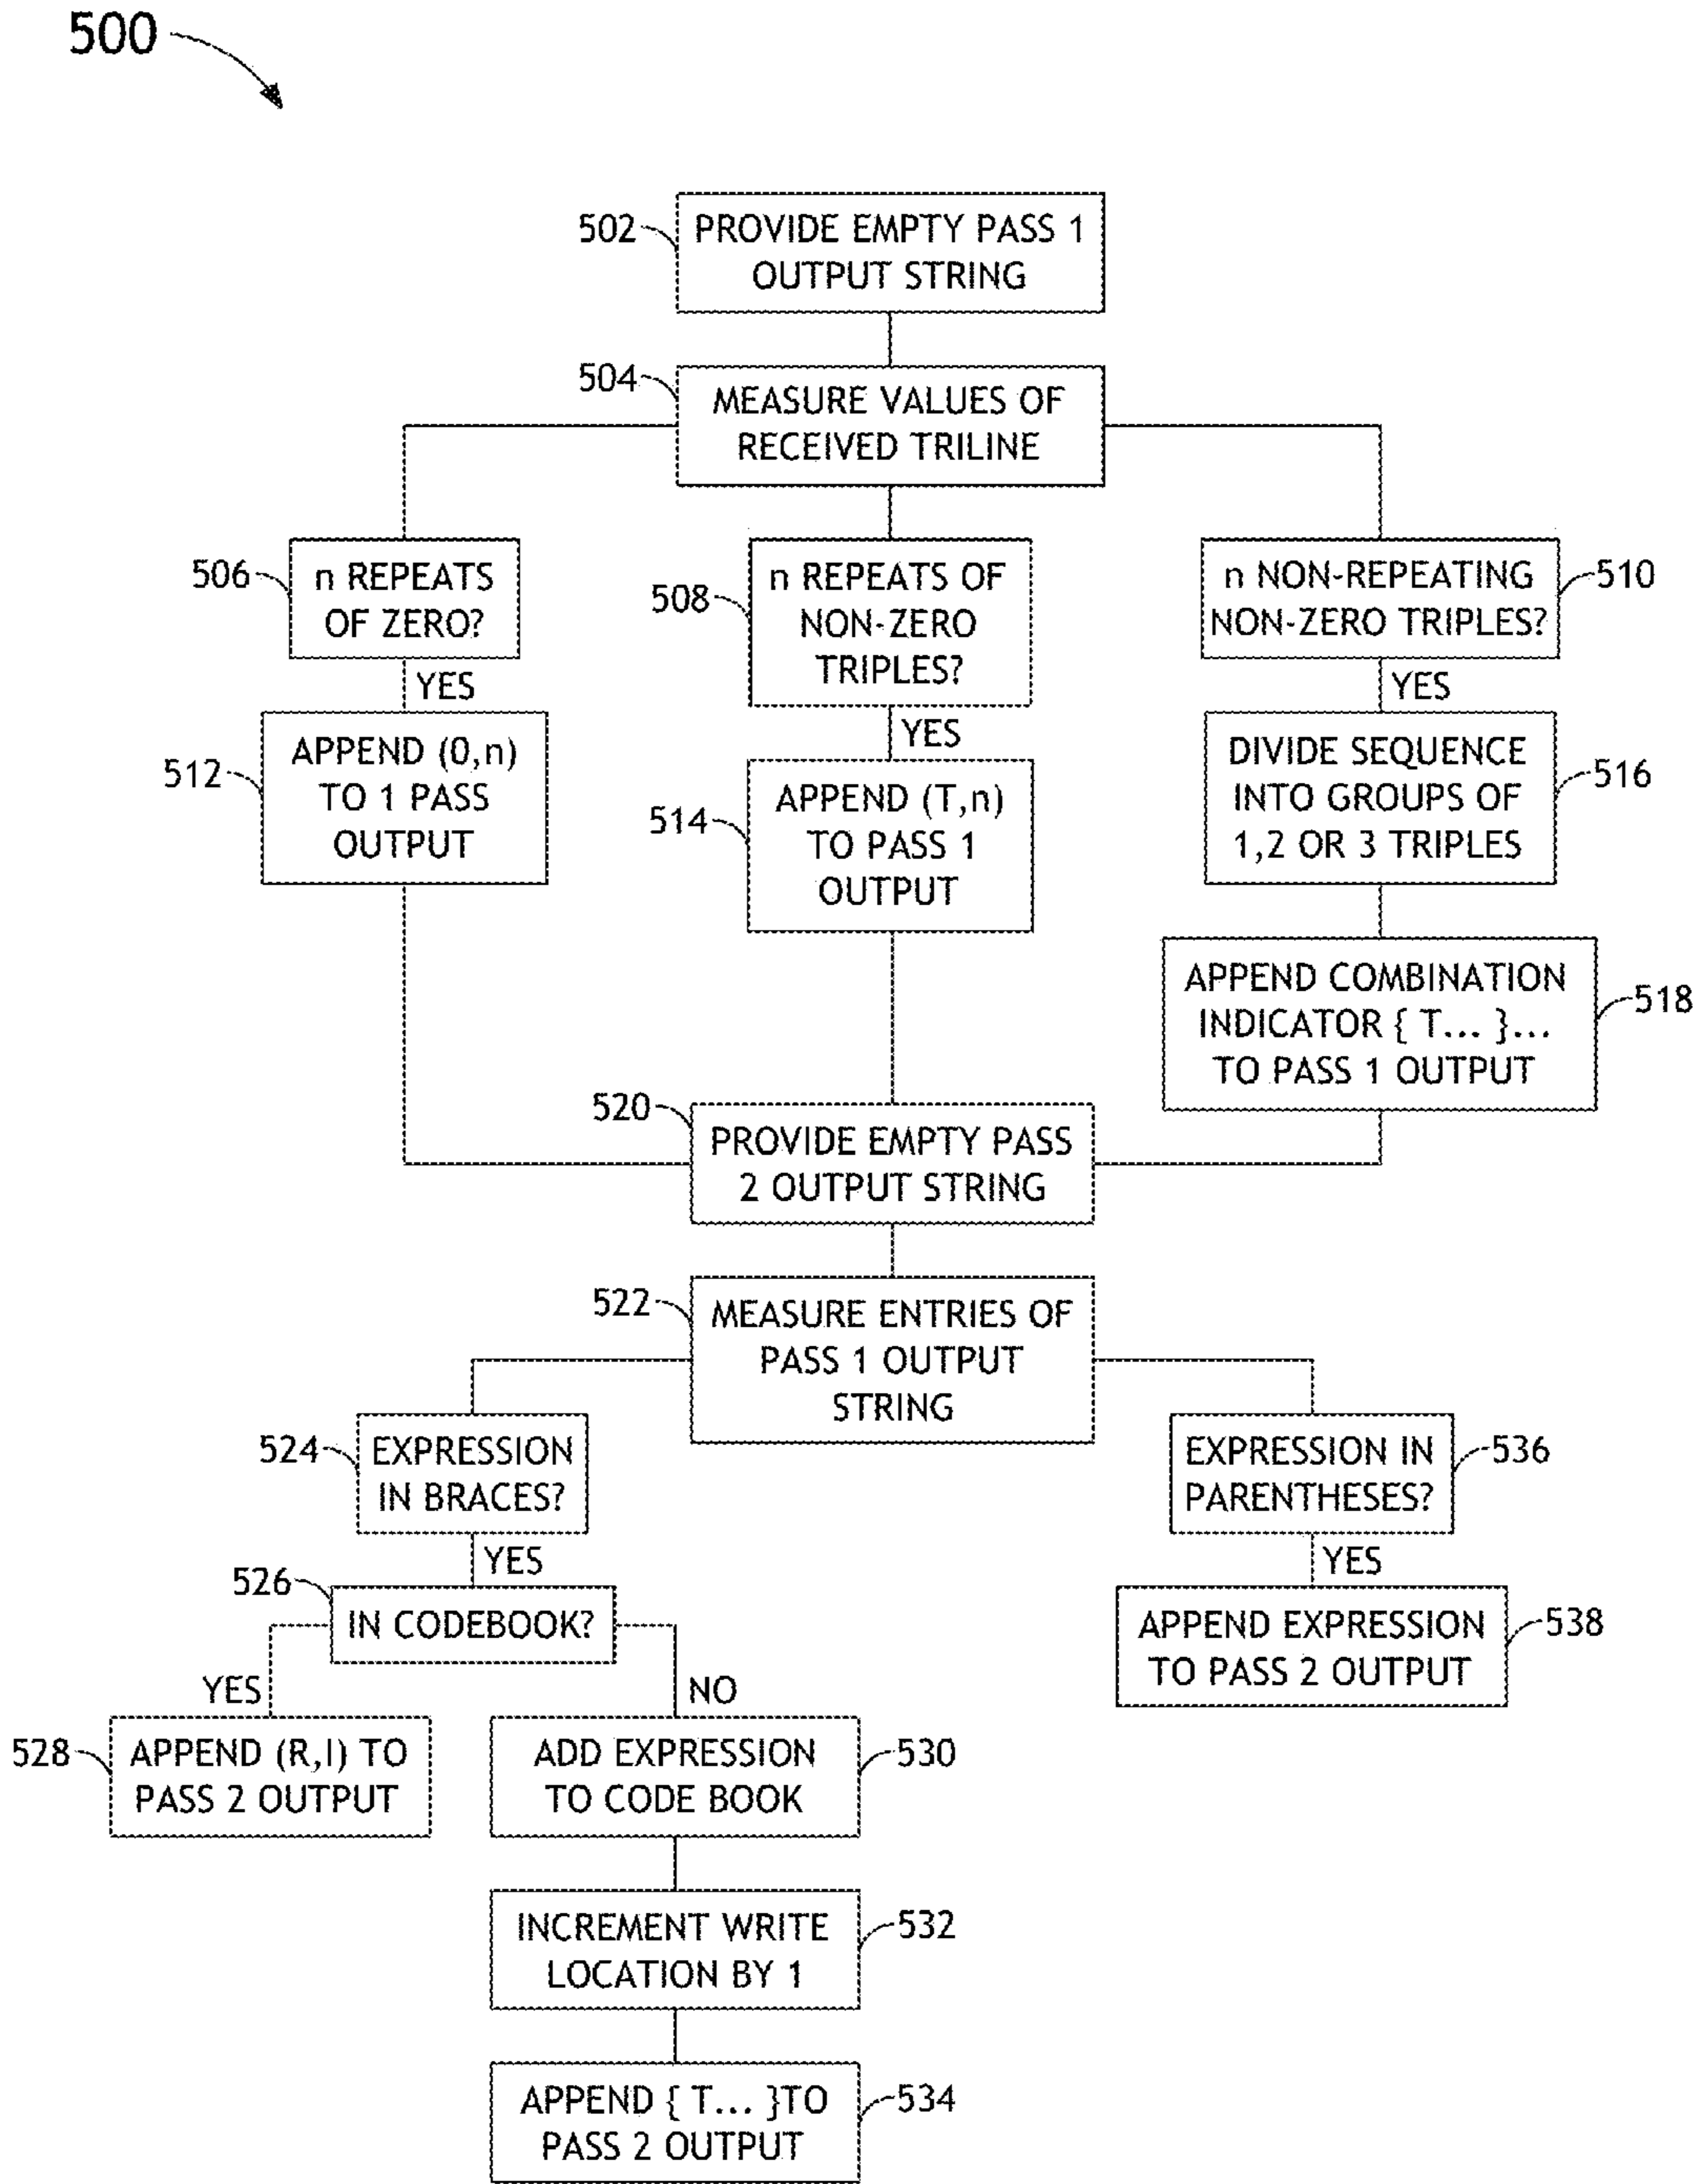 500
502
PROVIDE EMPTY PASS 1
OUTPUT STRING
504
MEASURE VALUES OF
RECEIVED TRILINE
506
n REPEATS
OF ZERO?
508
n REPEATS OF
NON-ZERO
TRIPLES?
n NON-REPEATING
NON-ZERO TRIPLES?
510
YES
YES
YES
512
APPEND (0,n)
TO 1 PASS
OUTPUT
514
APPEND (T,n)
TO PASS 1
OUTPUT
DIVIDE SEQUENCE
INTO GROUPS OF
1,2 OR 3 TRIPLES
516
APPEND COMBINATION
INDICATOR { T... }...
TO PASS 1 OUTPUT
518
520
PROVIDE EMPTY PASS
2 OUTPUT STRING
522
MEASURE ENTRIES OF
PASS 1 OUTPUT
STRING
524
EXPRESSION
IN BRACES?
EXPRESSION IN
PARENTHESES?
536
YES
YES
526
IN CODEBOOK?
APPEND EXPRESSION
TO PASS 2 OUTPUT
538
YES
NO
528
APPEND (R,I) TO
PASS 2 OUTPUT
ADD EXPRESSION
TO CODE BOOK
530
INCREMENT WRITE
LOCATION BY 1
532
APPEND { T... }TO
PASS 2 OUTPUT
534